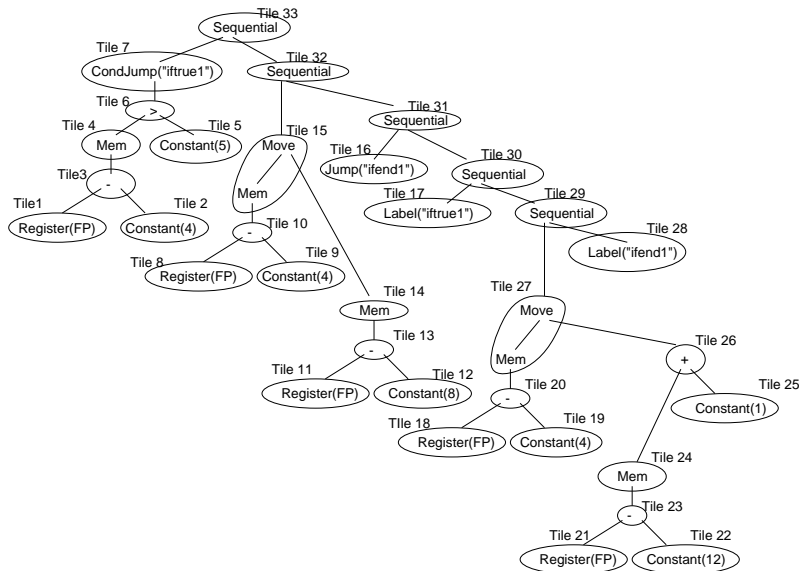 Tile 33
Sequential
Tile 7
CondJump("iftrue1")
Tile 32
Sequential
Tile 6
>
Tile 31
Sequential
Tile 4
Mem
Tile 5
Constant(5)
Tile 15
Move
Mem
Tile 16
Jump("ifend1")
Tile 30
Sequential
Tile3
-
Tile 17
Label("iftrue1")
Tile 29
Sequential
Tile1
Register(FP)
Tile 2
Constant(4)
Tile 10
-
Tile 28
Label("ifend1")
TIle 8
Register(FP)
Tile 9
Constant(4)
Tile 14
Mem
Tile 27
Move
Mem
Tile 13
-
Tile 26
+
Tile 11
Register(FP)
Tile 12
Constant(8)
Tile 20
-
Tile 25
Constant(1)
TIle 18
Register(FP)
Tile 19
Constant(4)
Tile 24
Mem
Tile 23
-
Tile 21
Register(FP)
Tile 22
Constant(12)